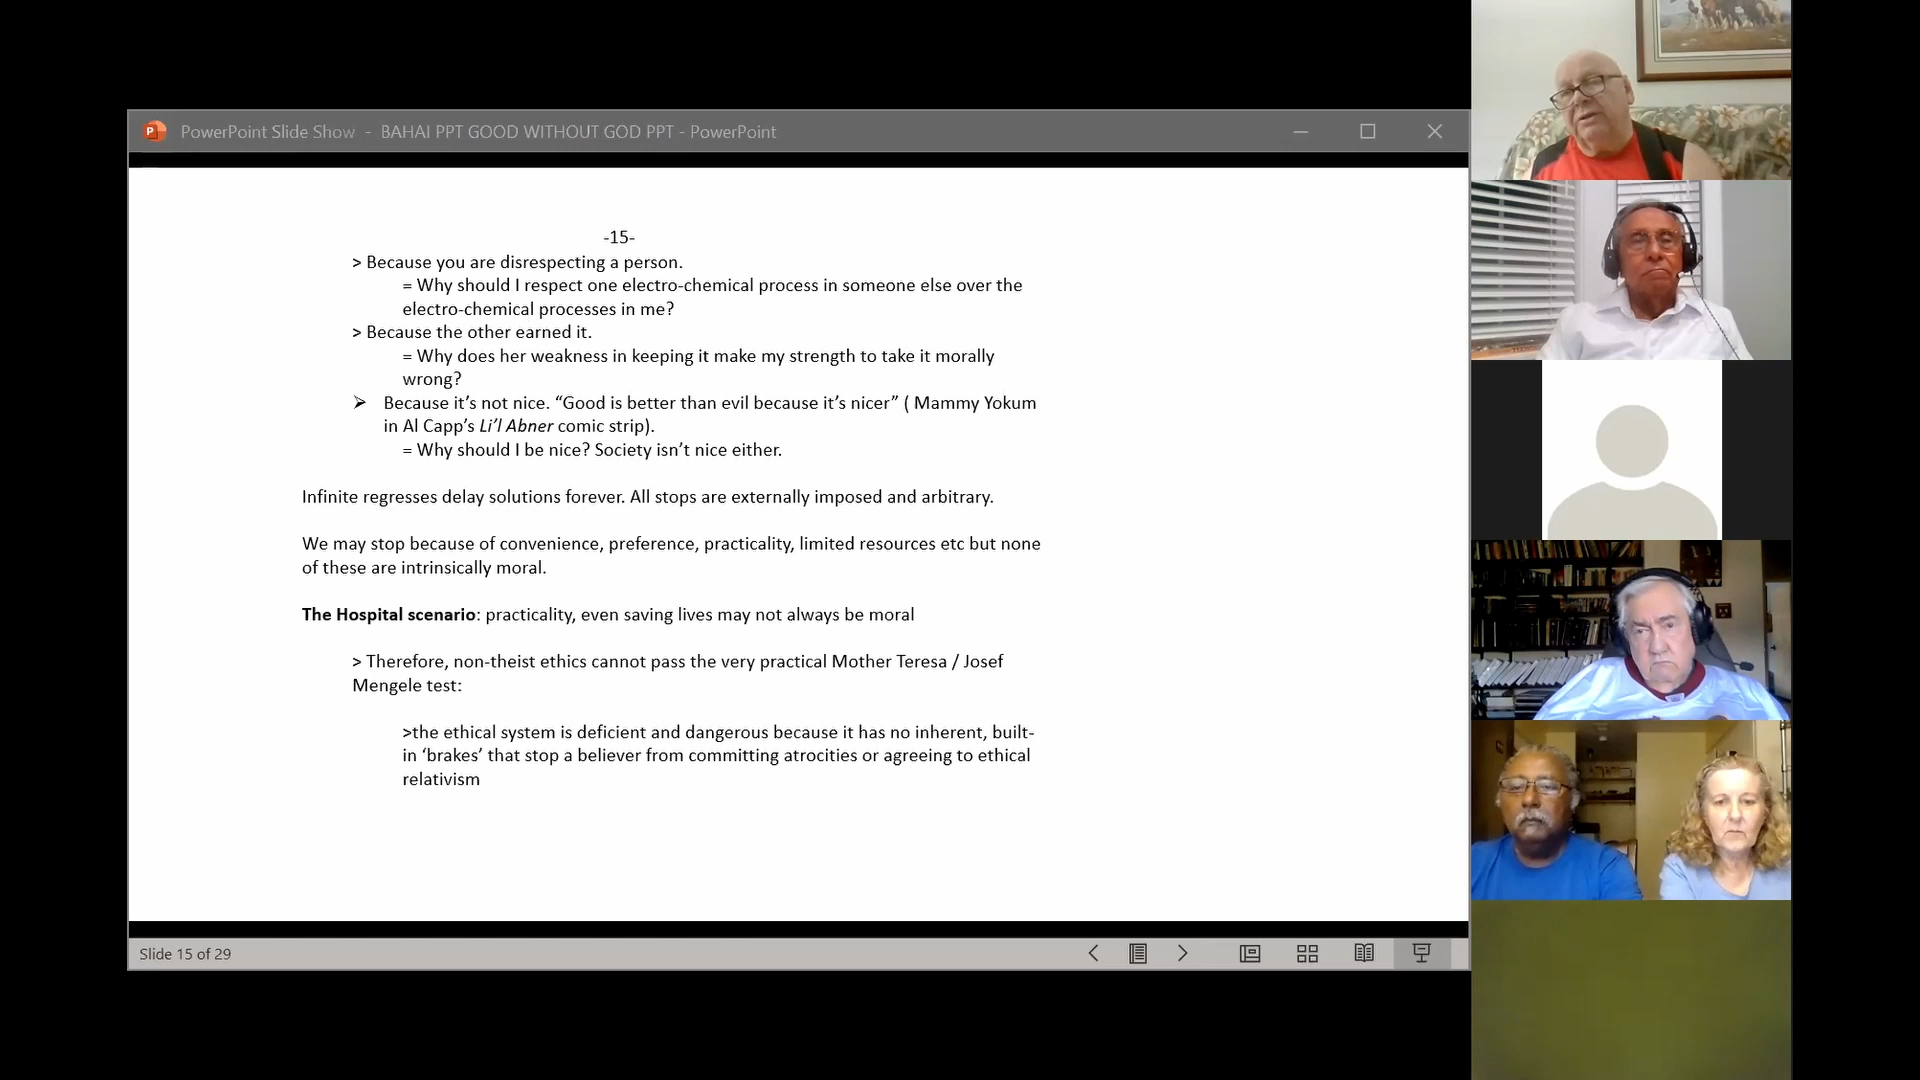 P
PowerPoint Slide Show - BAHAI PPT GOOD WITHOUT GOD PPT - PowerPoint
-15-
> Because you are disrespecting a person.
= Why should I respect one electro-chemical process in someone else over the
electro-chemical processes in me?
> Because the other earned it.
= Why does her weakness in keeping it make my strength to take it morally
wrong?
➢ Because it’s not nice. “Good is better than evil because it’s nicer” ( Mammy Yokum
in Al Capp’s Li’l Abner comic strip).
= Why should I be nice? Society isn’t nice either.
Infinite regresses delay solutions forever. All stops are externally imposed and arbitrary.
We may stop because of convenience, preference, practicality, limited resources etc but none
of these are intrinsically moral.
The Hospital scenario: practicality, even saving lives may not always be moral
> Therefore, non-theist ethics cannot pass the very practical Mother Teresa / Josef
Mengele test:
>the ethical system is deficient and dangerous because it has no inherent, built-
in ‘brakes’ that stop a believer from committing atrocities or agreeing to ethical
relativism
Slide 15 of 29